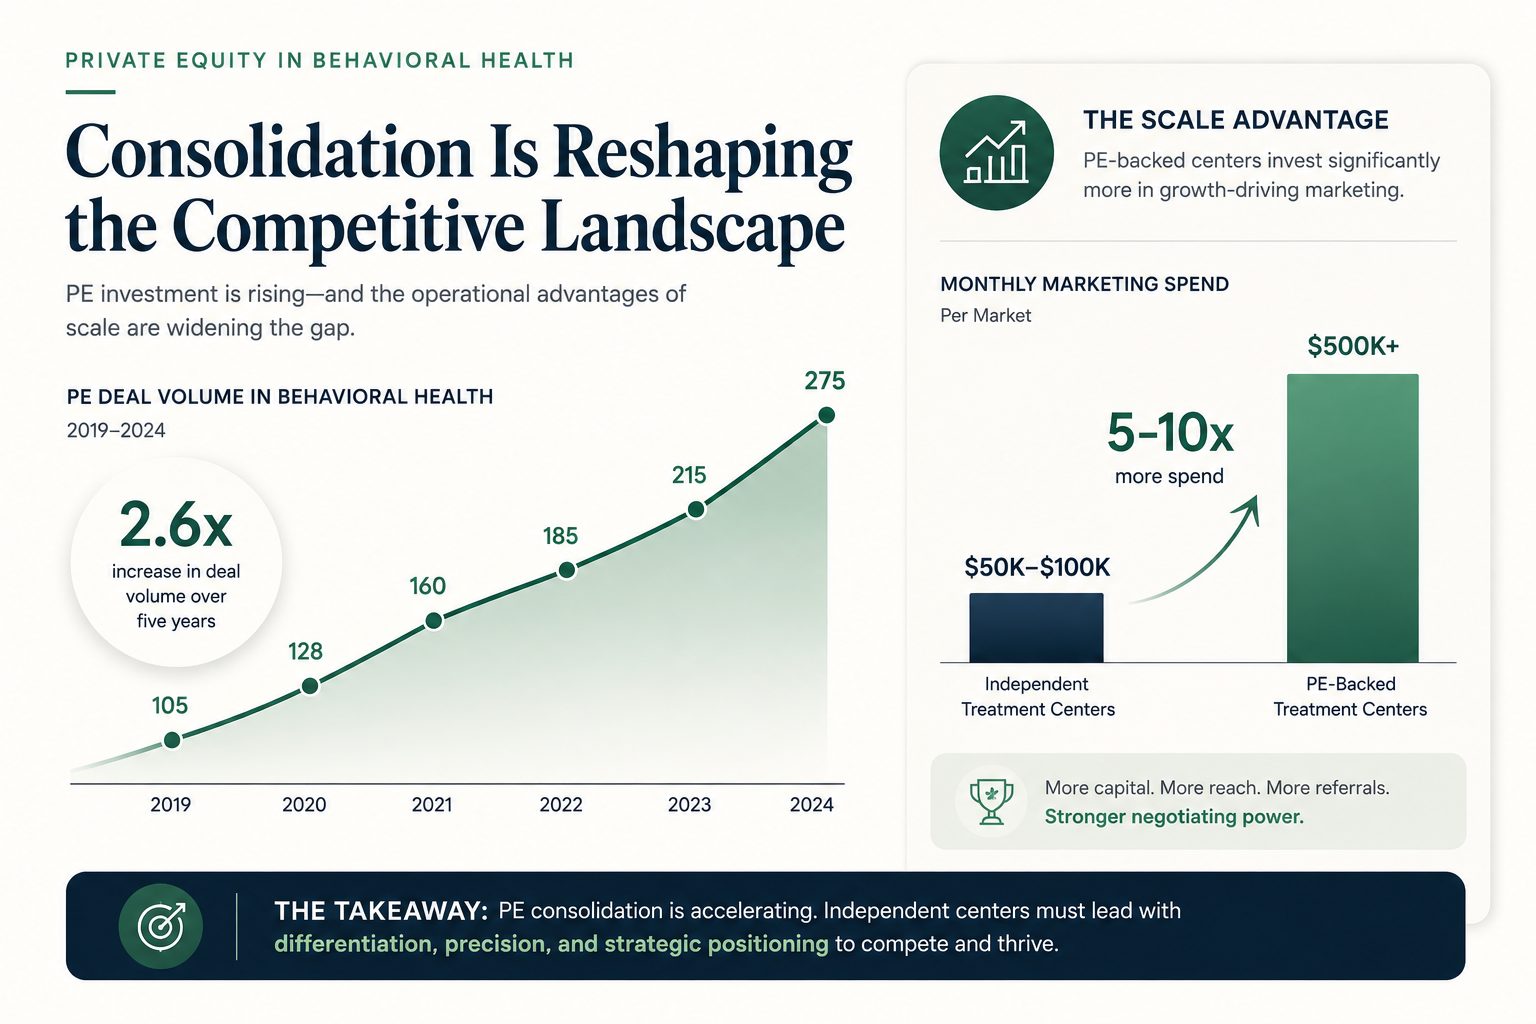 PRIVATE EQUITY IN BEHAVIORAL HEALTH
Consolidation Is Reshaping
the Competitive Landscape
PE investment is rising—and the operational advantages of
scale are widening the gap.
PE DEAL VOLUME IN BEHAVIORAL HEALTH
2019–2024
2.6x
increase in deal
volume over
five years
105
128
160
185
215
275
2019
2020
2021
2022
2023
2024
THE SCALE ADVANTAGE
PE-backed centers invest significantly
more in growth-driving marketing.
MONTHLY MARKETING SPEND
Per Market
$50K–$100K
5-10x
more spend
$500K+
Independent
Treatment Centers
PE-Backed
Treatment Centers
More capital. More reach. More referrals.
Stronger negotiating power.
THE TAKEAWAY: PE consolidation is accelerating. Independent centers must lead with
differentiation, precision, and strategic positioning to compete and thrive.